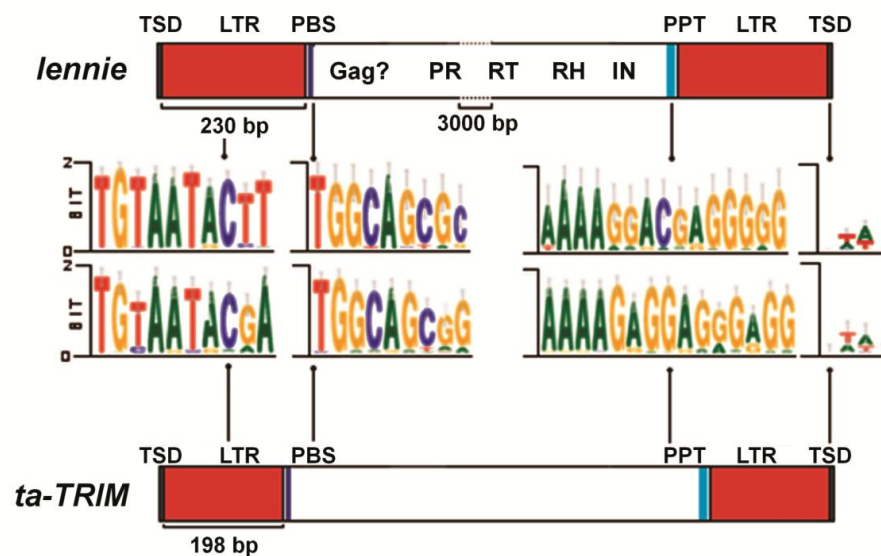 TSD LTR PBS PPT LTR TSD
lennie Gag? PR RT RH IN
230 bp 3000 bp
2 BIT 0 TGTAATACTT TGGCAGCGC AAAAGGACGAGGGGG TA
2 BIT 0 TGTAATACGA TGGCAGCGG AAAAGAGGAGGGAGG TA
TSD LTR PBS PPT LTR TSD
ta-TRIM
198 bp